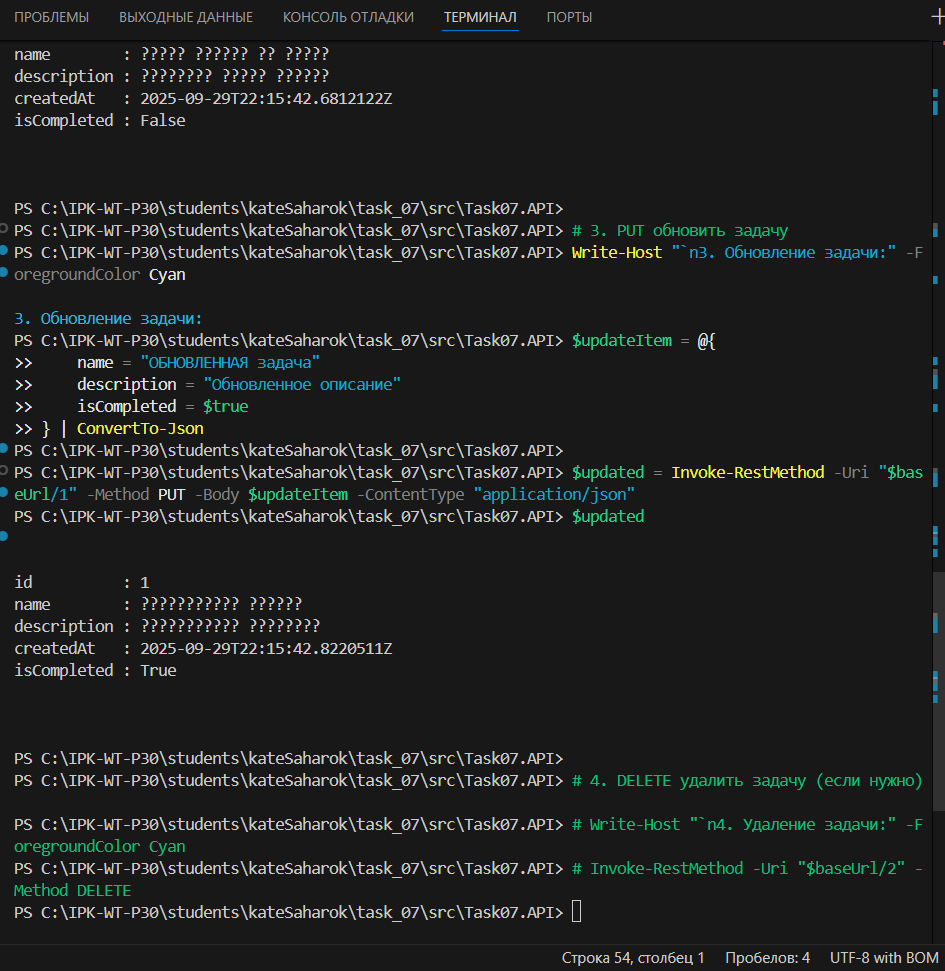 ПРОБЛЕМЫ ВЫХОДНЫЕ ДАННЫЕ КОНСОЛЬ ОТЛАДКИ ТЕРМИНАЛ ПОРТЫ
name        : ????? ?????? ?? ?????
description : ???????? ????? ??????
createdAt   : 2025-09-29T22:15:42.6812122Z
isCompleted : False
PS C:\IPK-WT-P30\students\kateSaharok\task_07\src\Task07.API>
PS C:\IPK-WT-P30\students\kateSaharok\task_07\src\Task07.API> # 3. PUT обновить задачу
PS C:\IPK-WT-P30\students\kateSaharok\task_07\src\Task07.API> Write-Host "`n3. Обновление задачи:" -F
oregroundColor Cyan
3. Обновление задачи:
PS C:\IPK-WT-P30\students\kateSaharok\task_07\src\Task07.API> $updateItem = @{
>>     name = "ОБНОВЛЕННАЯ задача"
>>     description = "Обновленное описание"
>>     isCompleted = $true
>> } | ConvertTo-Json
PS C:\IPK-WT-P30\students\kateSaharok\task_07\src\Task07.API>
PS C:\IPK-WT-P30\students\kateSaharok\task_07\src\Task07.API> $updated = Invoke-RestMethod -Uri "$bas
eUrl/1" -Method PUT -Body $updateItem -ContentType "application/json"
PS C:\IPK-WT-P30\students\kateSaharok\task_07\src\Task07.API> $updated
id          : 1
name        : ??????????? ??????
description : ??????????? ????????
createdAt   : 2025-09-29T22:15:42.8220511Z
isCompleted : True
PS C:\IPK-WT-P30\students\kateSaharok\task_07\src\Task07.API>
PS C:\IPK-WT-P30\students\kateSaharok\task_07\src\Task07.API> # 4. DELETE удалить задачу (если нужно)
PS C:\IPK-WT-P30\students\kateSaharok\task_07\src\Task07.API> # Write-Host "`n4. Удаление задачи:" -F
oregroundColor Cyan
PS C:\IPK-WT-P30\students\kateSaharok\task_07\src\Task07.API> # Invoke-RestMethod -Uri "$baseUrl/2" -
Method DELETE
PS C:\IPK-WT-P30\students\kateSaharok\task_07\src\Task07.API>
Строка 54, столбец 1 Пробелов: 4 UTF-8 with BOM